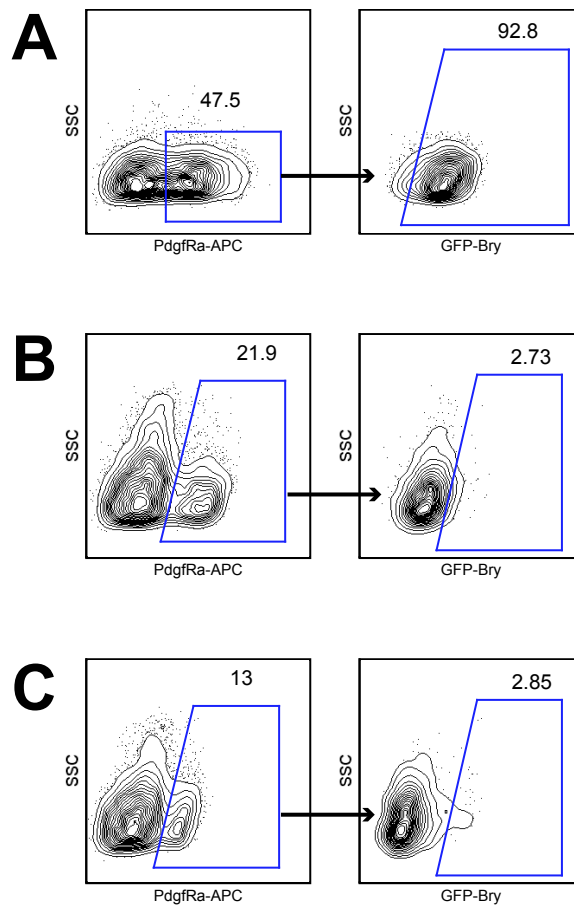 A
47.5
92.8
SSC
SSC
PdgfRa-APC
GFP-Bry
B
21.9
2.73
SSC
SSC
PdgfRa-APC
GFP-Bry
C
13
2.85
SSC
SSC
PdgfRa-APC
GFP-Bry